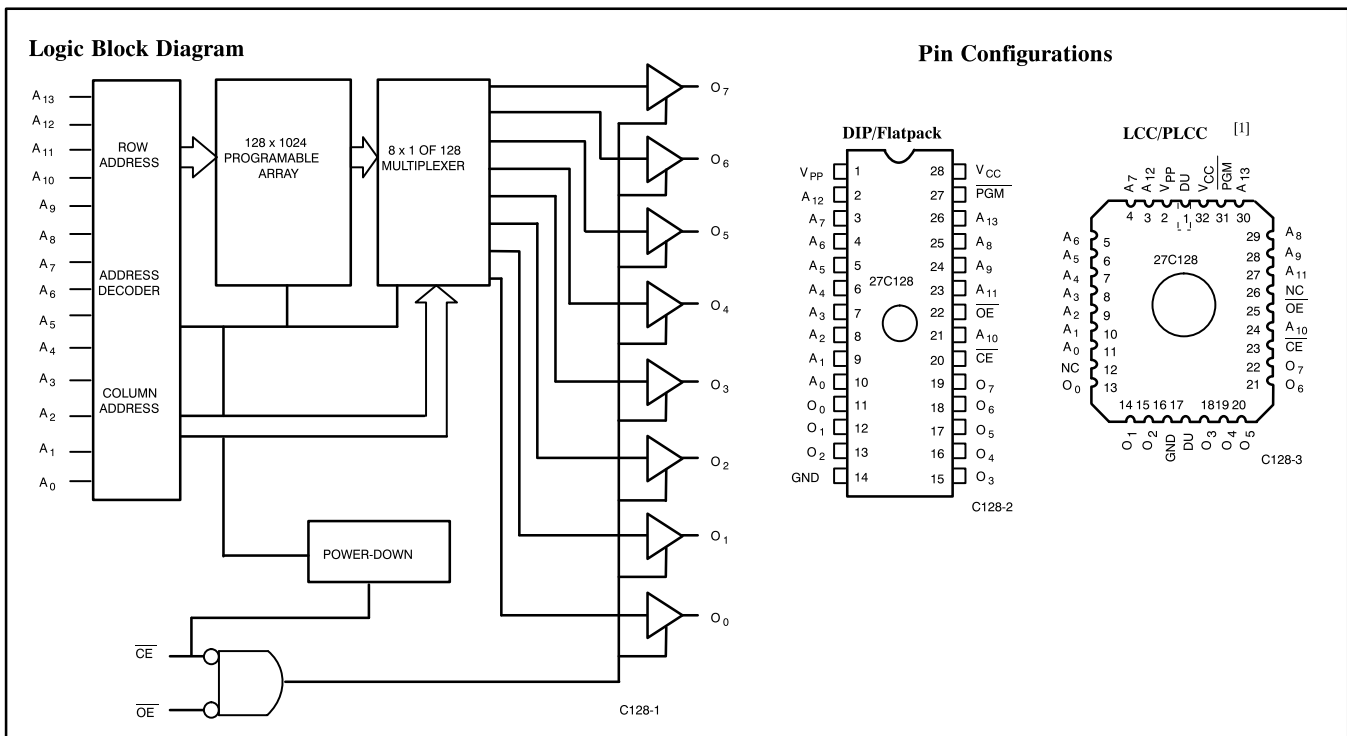 Logic Block Diagram
A13
A12
A11
A10
A9
A8
A7
A6
A5
A4
A3
A2
A1
A0
ROW
ADDRESS
ADDRESS
DECODER
COLUMN
ADDRESS
128 x 1024
PROGRAMABLE
ARRAY
8 x 1 OF 128
MULTIPLEXER
POWER-DOWN
CE
OE
O7
O6
O5
O4
O3
O2
O1
O0
C128-1
Pin Configurations
DIP/Flatpack
VPP 1 28 VCC
A12 2 27 PGM
A7 3 26 A13
A6 4 25 A8
A5 5 24 A9
A4 6 27C128 23 A11
A3 7 22 OE
A2 8 21 A10
A1 9 20 CE
A0 10 19 O7
O0 11 18 O6
O1 12 17 O5
O2 13 16 O4
GND 14 15 O3
C128-2
LCC/PLCC [1]
A7 A12 VPP DU VCC PGM A13
4 3 2 1 32 31 30
A6 5 29 A8
A5 6 28 A9
A4 7 27C128 27 A11
A3 8 26 NC
A2 9 25 OE
A1 10 24 A10
A0 11 23 CE
NC 12 22 O7
O0 13 21 O6
14 15 16 17 18 19 20
O1 O2 GND DU O3 O4 O5
C128-3